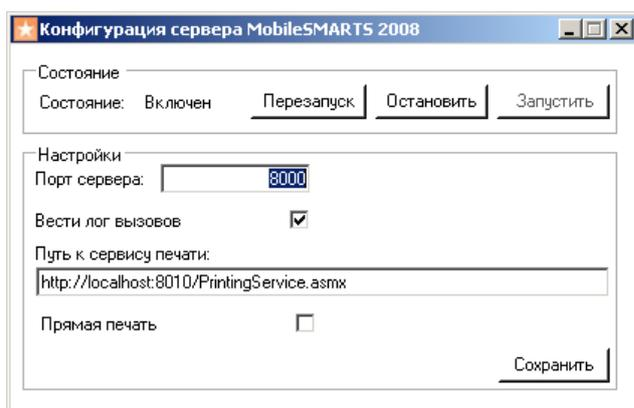 Конфигурация сервера MobileSMARTS 2008
Состояние
Состояние: Включен Перезапуск Остановить Запустить
Настройки
Порт сервера: 8000
Вести лог вызовов
Путь к сервису печати:
http://localhost:8010/PrintingService.asmx
Прямая печать
Сохранить